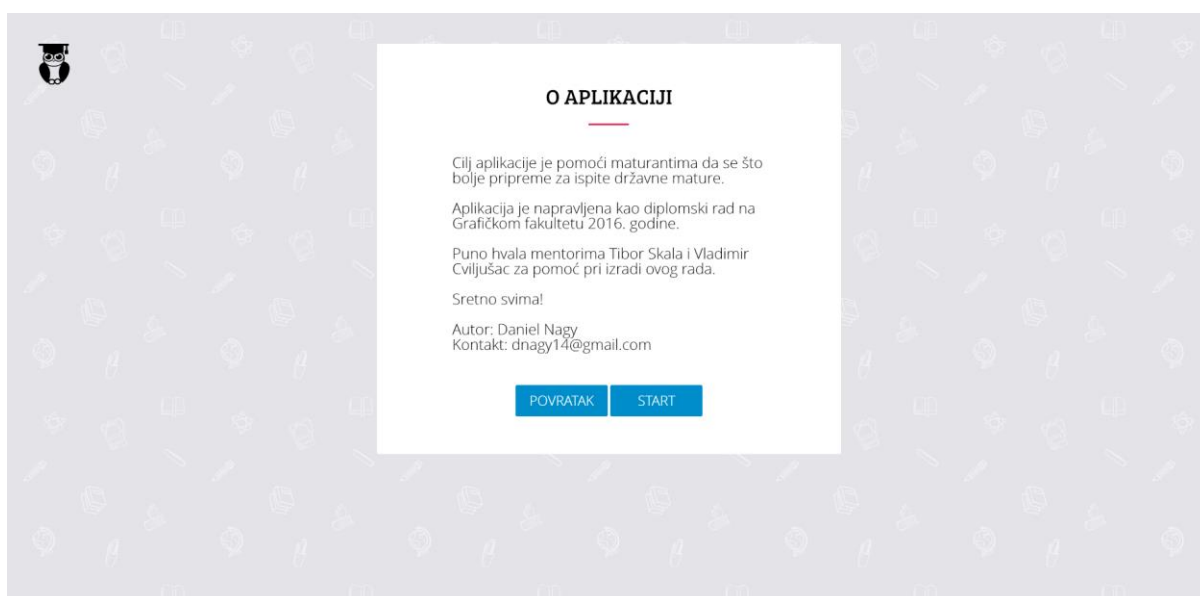 O APLIKACIJI
Cilj aplikacije je pomoći maturantima da se što
bolje pripreme za ispite državne mature.
Aplikacija je napravljena kao diplomski rad na
Grafičkom fakultetu 2016. godine.
Puno hvala mentorima Tibor Skala i Vladimir
Cviljušac za pomoć pri izradi ovog rada.
Sretno svima!
Autor: Daniel Nagy
Kontakt: dnagy14@gmail.com
POVRATAK
START